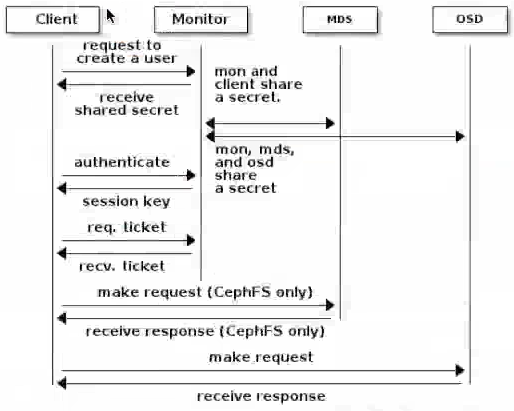 Client
Monitor
MDS
OSD
request to
create a user
mon and
client share
a secret.
receive
shared secret
mon, mds,
and osd
share
a secret
authenticate
session key
req. ticket
recv. ticket
make request (CephFS only)
receive response (CephFS only)
make request
receive response